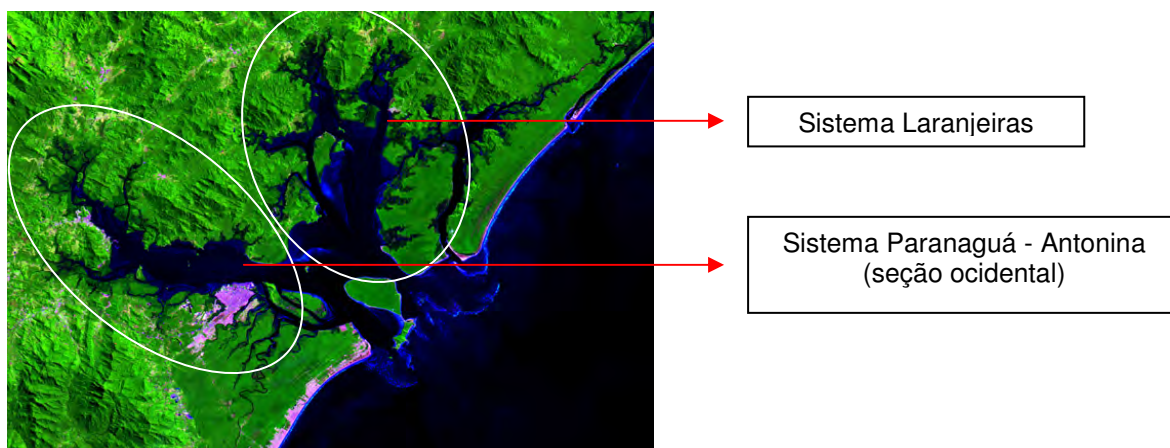 Sistema Laranjeiras
Sistema Paranaguá - Antonina
(seção ocidental)